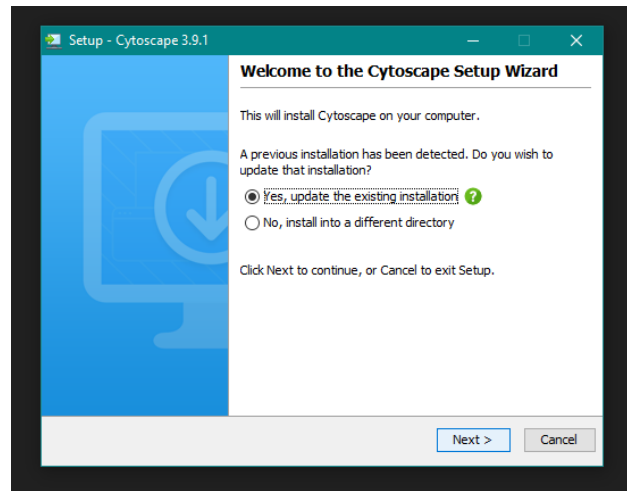 Setup - Cytoscape 3.9.1
Welcome to the Cytoscape Setup Wizard
This will install Cytoscape on your computer.
A previous installation has been detected. Do you wish to
update that installation?
Yes, update the existing installation
No, install into a different directory
Click Next to continue, or Cancel to exit Setup.
Next > Cancel